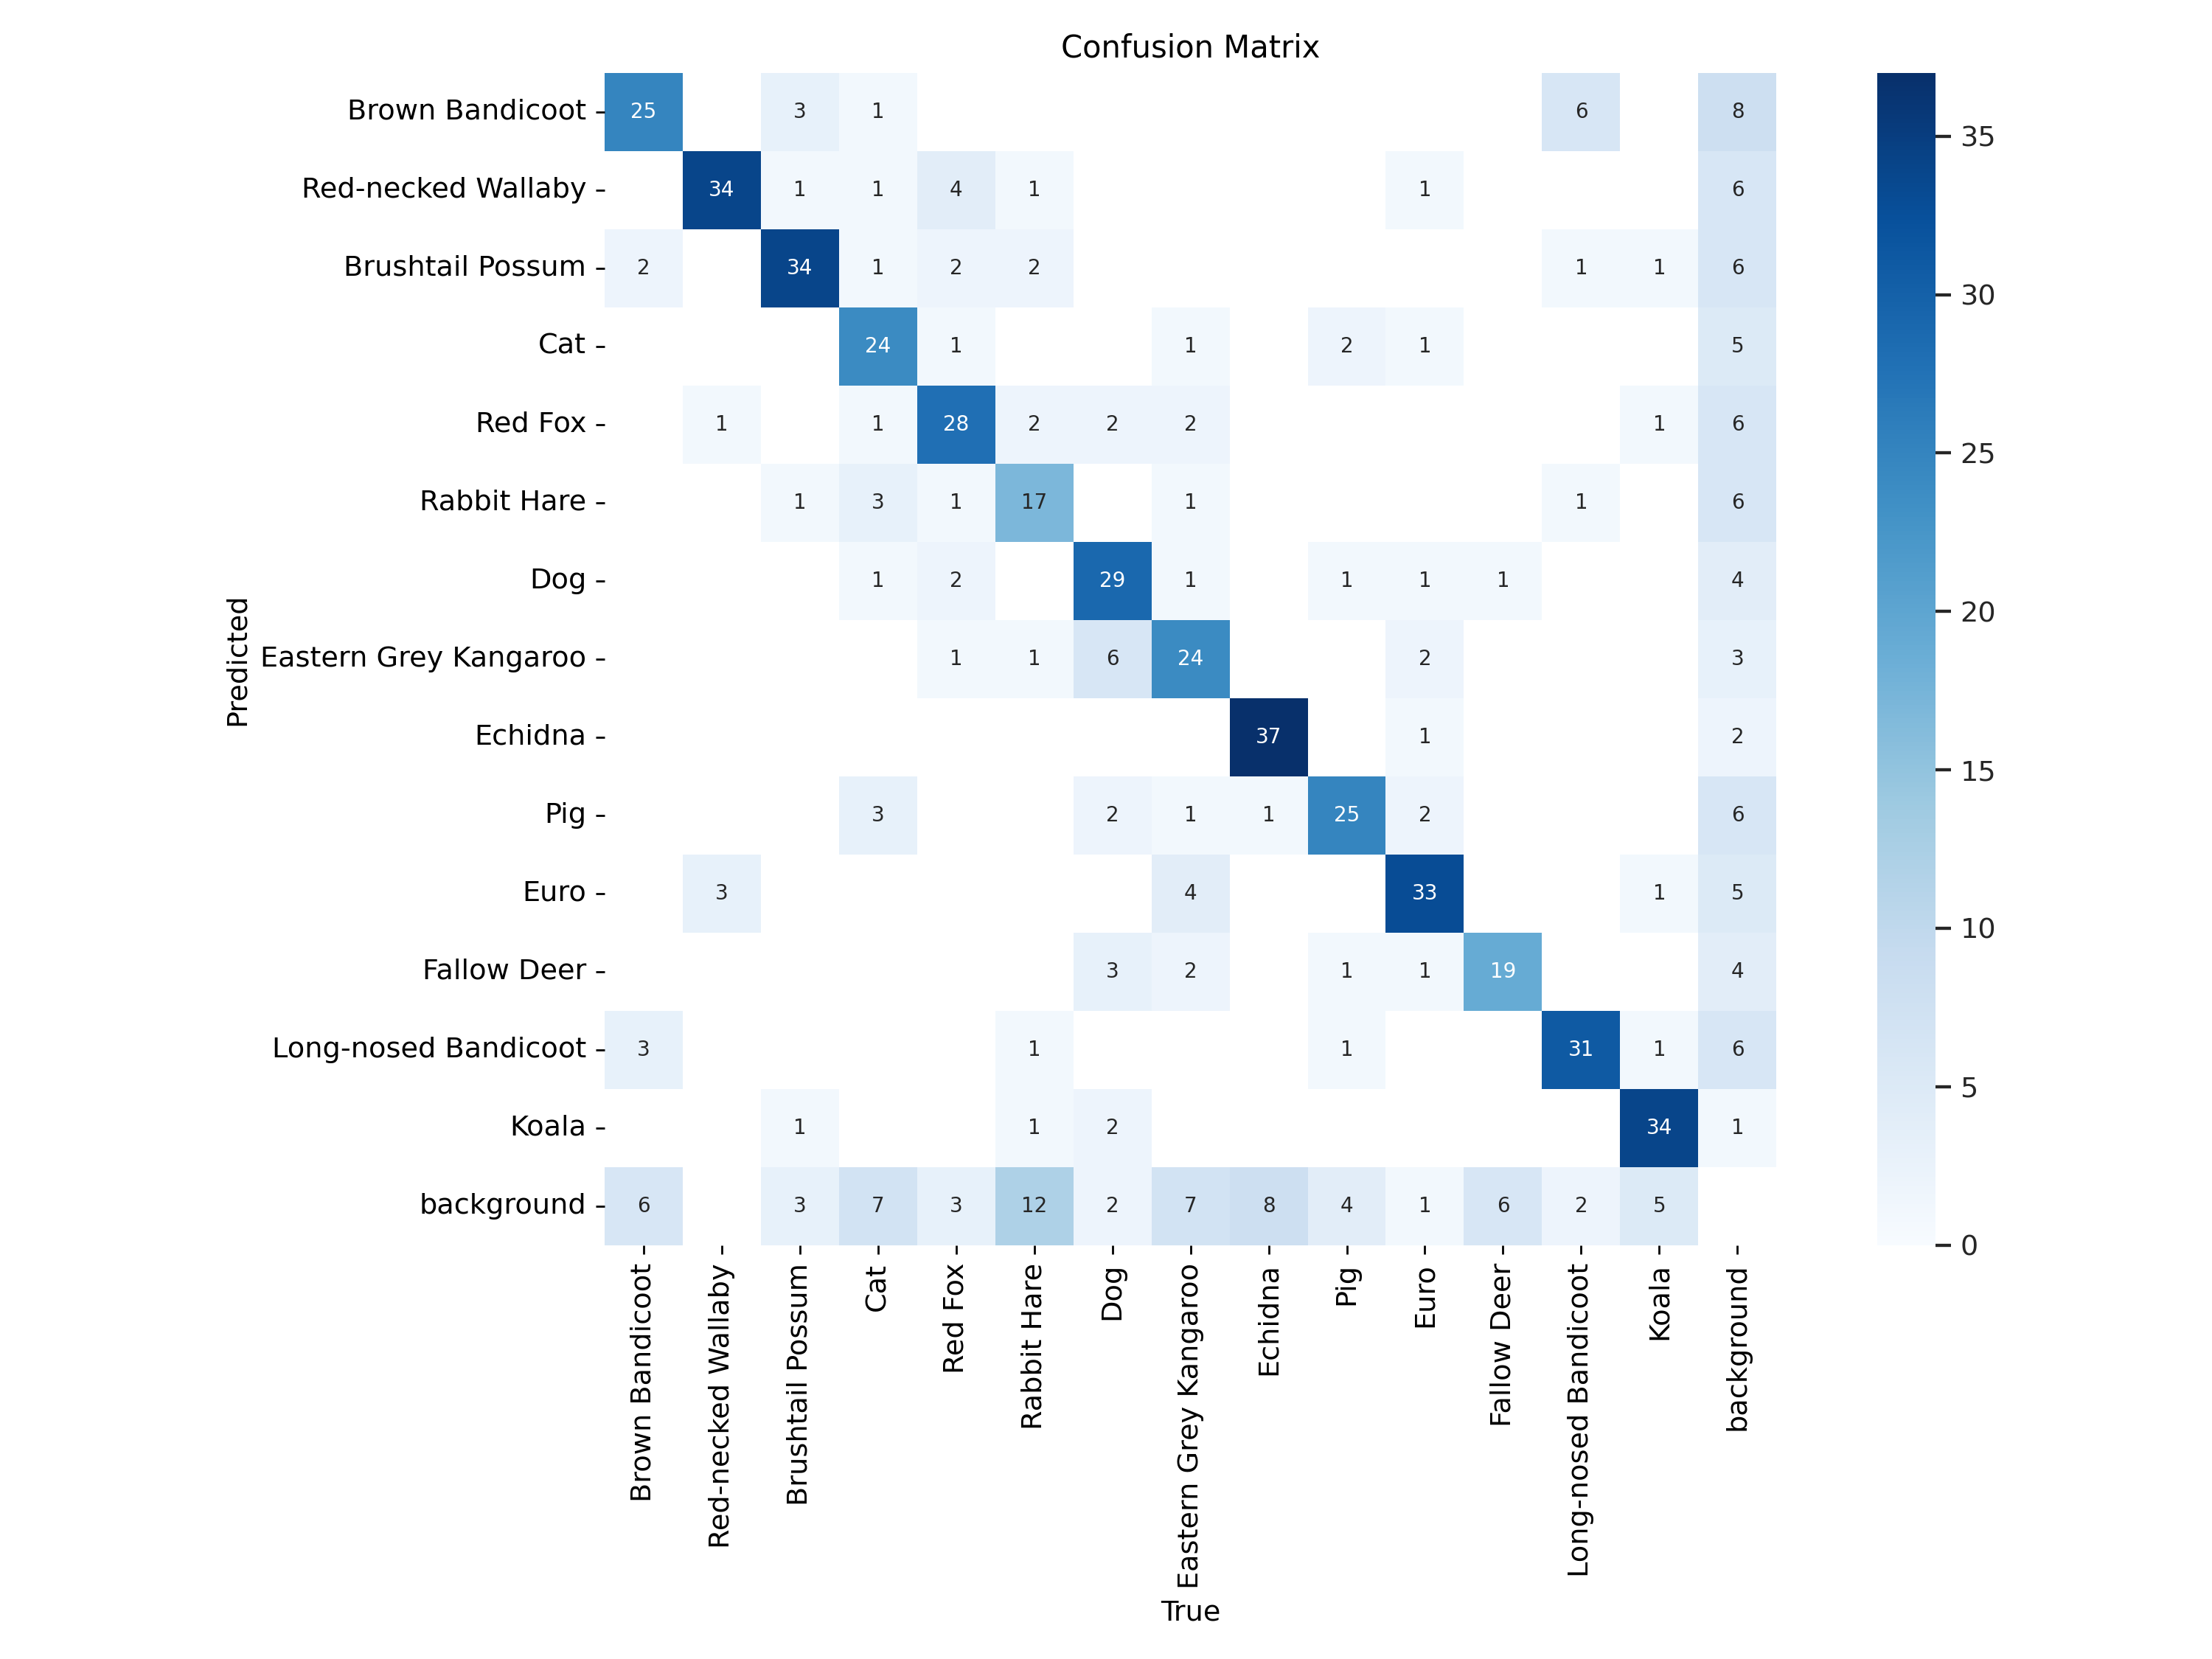 Confusion Matrix
Brown Bandicoot 25 3 1 6 8
Red-necked Wallaby 34 1 1 4 1 1 6
Brushtail Possum 2 34 1 2 2 1 1 6
Cat 24 1 1 2 1 5
Red Fox 1 1 28 2 2 2 1 6
Rabbit Hare 1 3 1 17 1 1 6
Dog 1 2 29 1 1 1 1 4
Eastern Grey Kangaroo 1 1 6 24 2 3
Echidna 37 1 2
Pig 3 2 1 1 25 2 6
Euro 3 4 33 1 5
Fallow Deer 3 2 1 1 19 4
Long-nosed Bandicoot 3 1 1 31 1 6
Koala 1 1 2 34 1
background 6 3 7 3 12 2 7 8 4 1 6 2 5
Predicted
Brown Bandicoot
Red-necked Wallaby
Brushtail Possum
Cat
Red Fox
Rabbit Hare
Dog
Eastern Grey Kangaroo
Echidna
Pig
Euro
Fallow Deer
Long-nosed Bandicoot
Koala
background
True
35
30
25
20
15
10
5
0